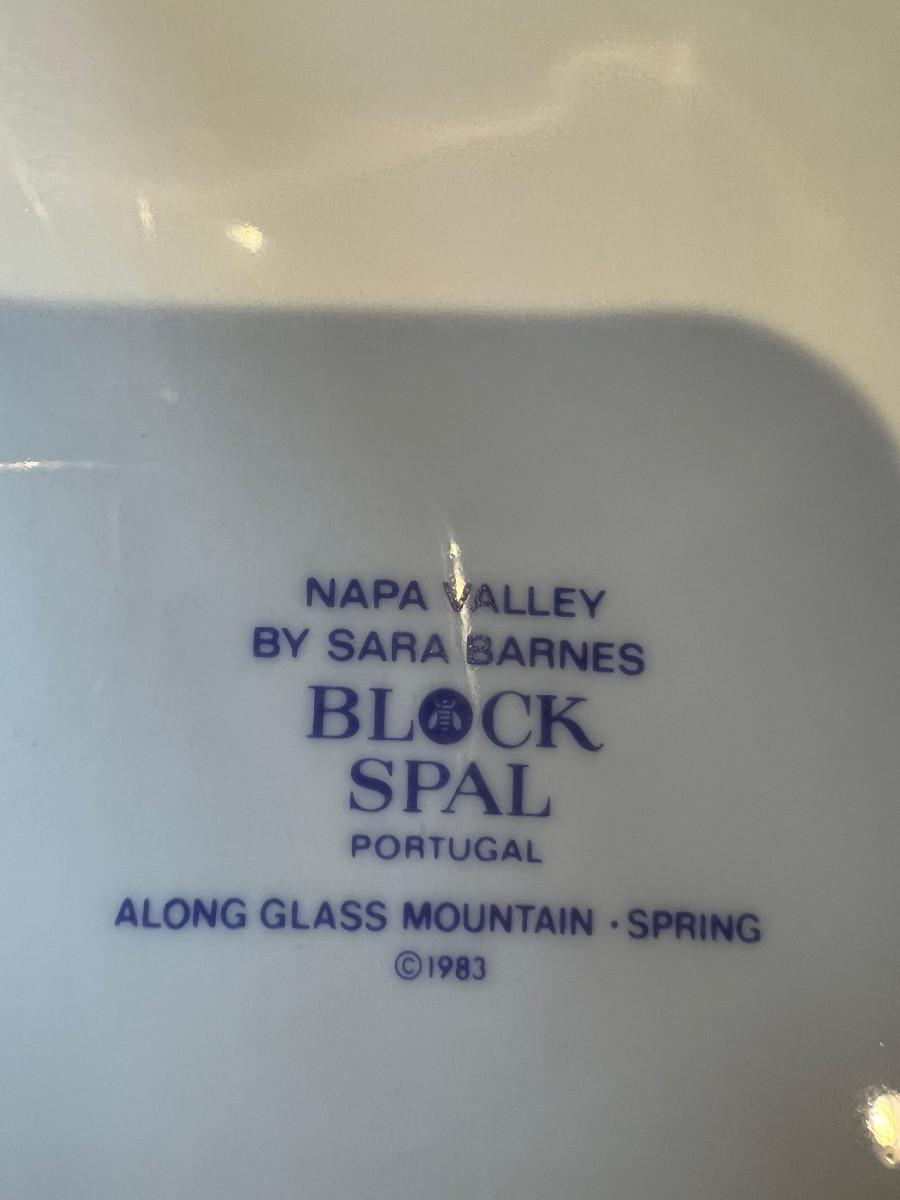 NAPA VALLEY
BY SARA BARNES
BLOCK
SPAL
PORTUGAL
ALONG GLASS MOUNTAIN · SPRING
©1983